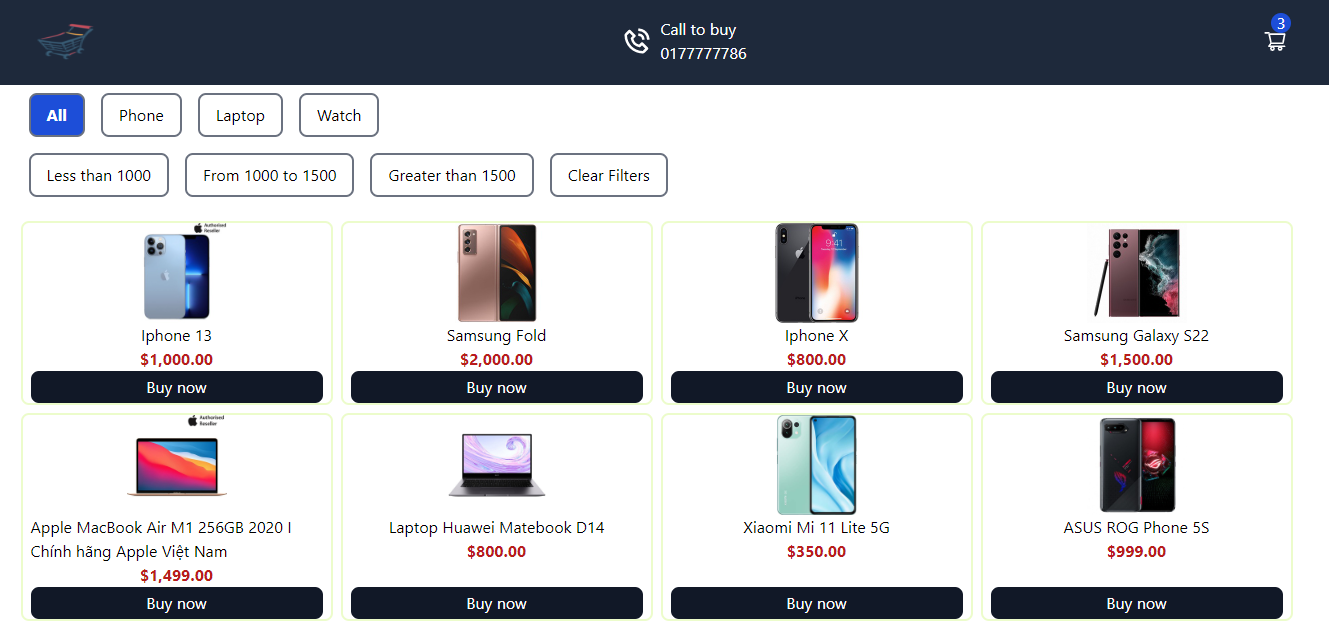 Call to buy
0177777786
3
All
Phone
Laptop
Watch
Less than 1000
From 1000 to 1500
Greater than 1500
Clear Filters
Authorised
Reseller
Iphone 13
$1,000.00
Buy now
Samsung Fold
$2,000.00
Buy now
9:41
Iphone X
$800.00
Buy now
Samsung Galaxy S22
$1,500.00
Buy now
Authorised
Reseller
Apple MacBook Air M1 256GB 2020 I
Chính hãng Apple Việt Nam
$1,499.00
Buy now
Laptop Huawei Matebook D14
$800.00
Buy now
Xiaomi Mi 11 Lite 5G
$350.00
Buy now
ASUS ROG Phone 5S
$999.00
Buy now